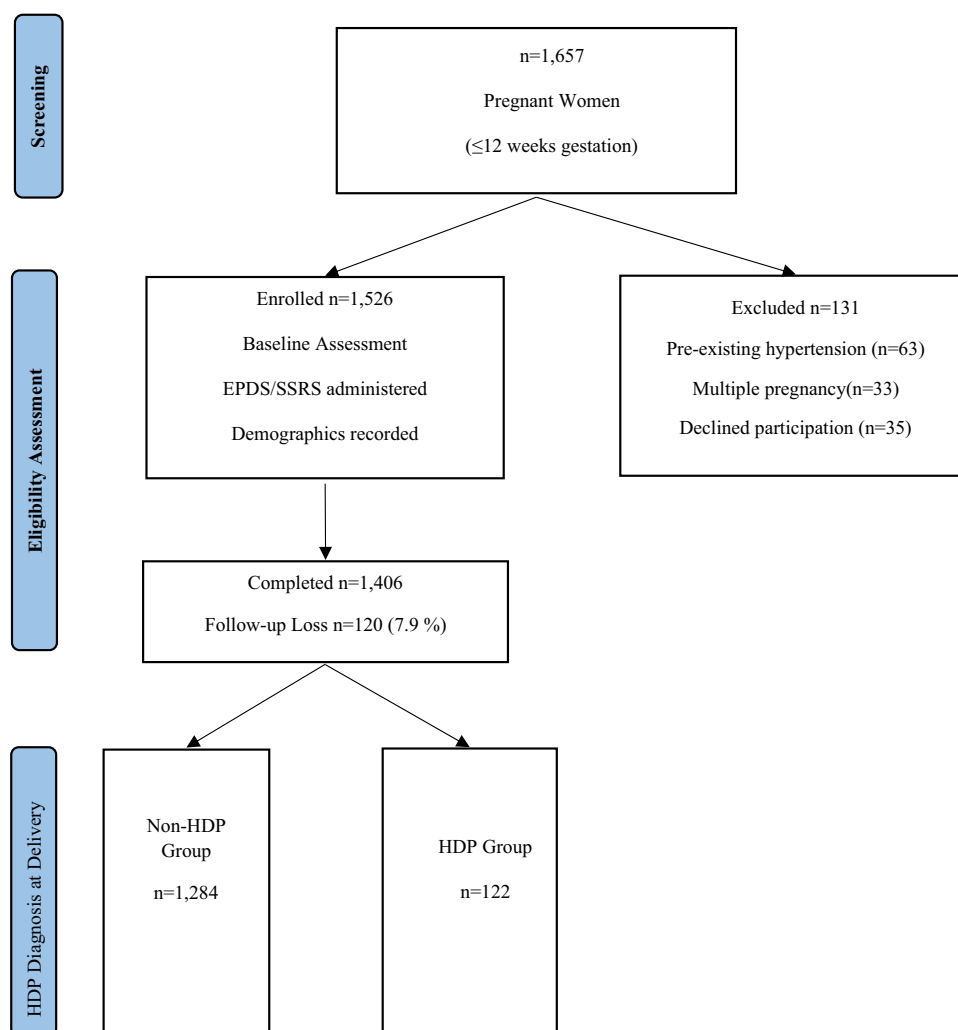 Screening
n=1,657
Pregnant Women
(≤12 weeks gestation)
Eligibility Assessment
Enrolled n=1,526
Baseline Assessment
EPDS/SSRS administered
Demographics recorded
Excluded n=131
Pre-existing hypertension (n=63)
Multiple pregnancy(n=33)
Declined participation (n=35)
Completed n=1,406
Follow-up Loss n=120 (7.9 %)
HDP Diagnosis at Delivery
Non-HDP
Group
n=1,284
HDP Group
n=122